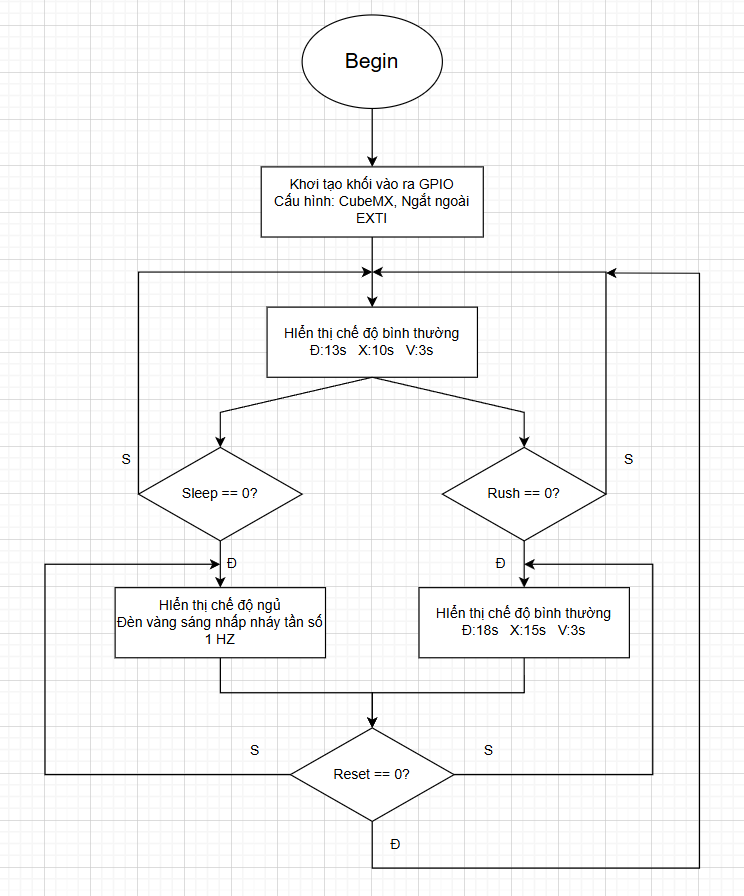 Begin
Khơi tạo khối vào ra GPIO
Cấu hình: CubeMX, Ngắt ngoài
EXTI
HIển thị chế độ bình thường
Đ:13s X:10s V:3s
S
S
Sleep == 0?
Rush == 0?
Đ
Đ
HIển thị chế độ ngủ
Đèn vàng sáng nhấp nháy tần số
1 HZ
HIển thị chế độ bình thường
Đ:18s X:15s V:3s
S
S
Reset == 0?
Đ